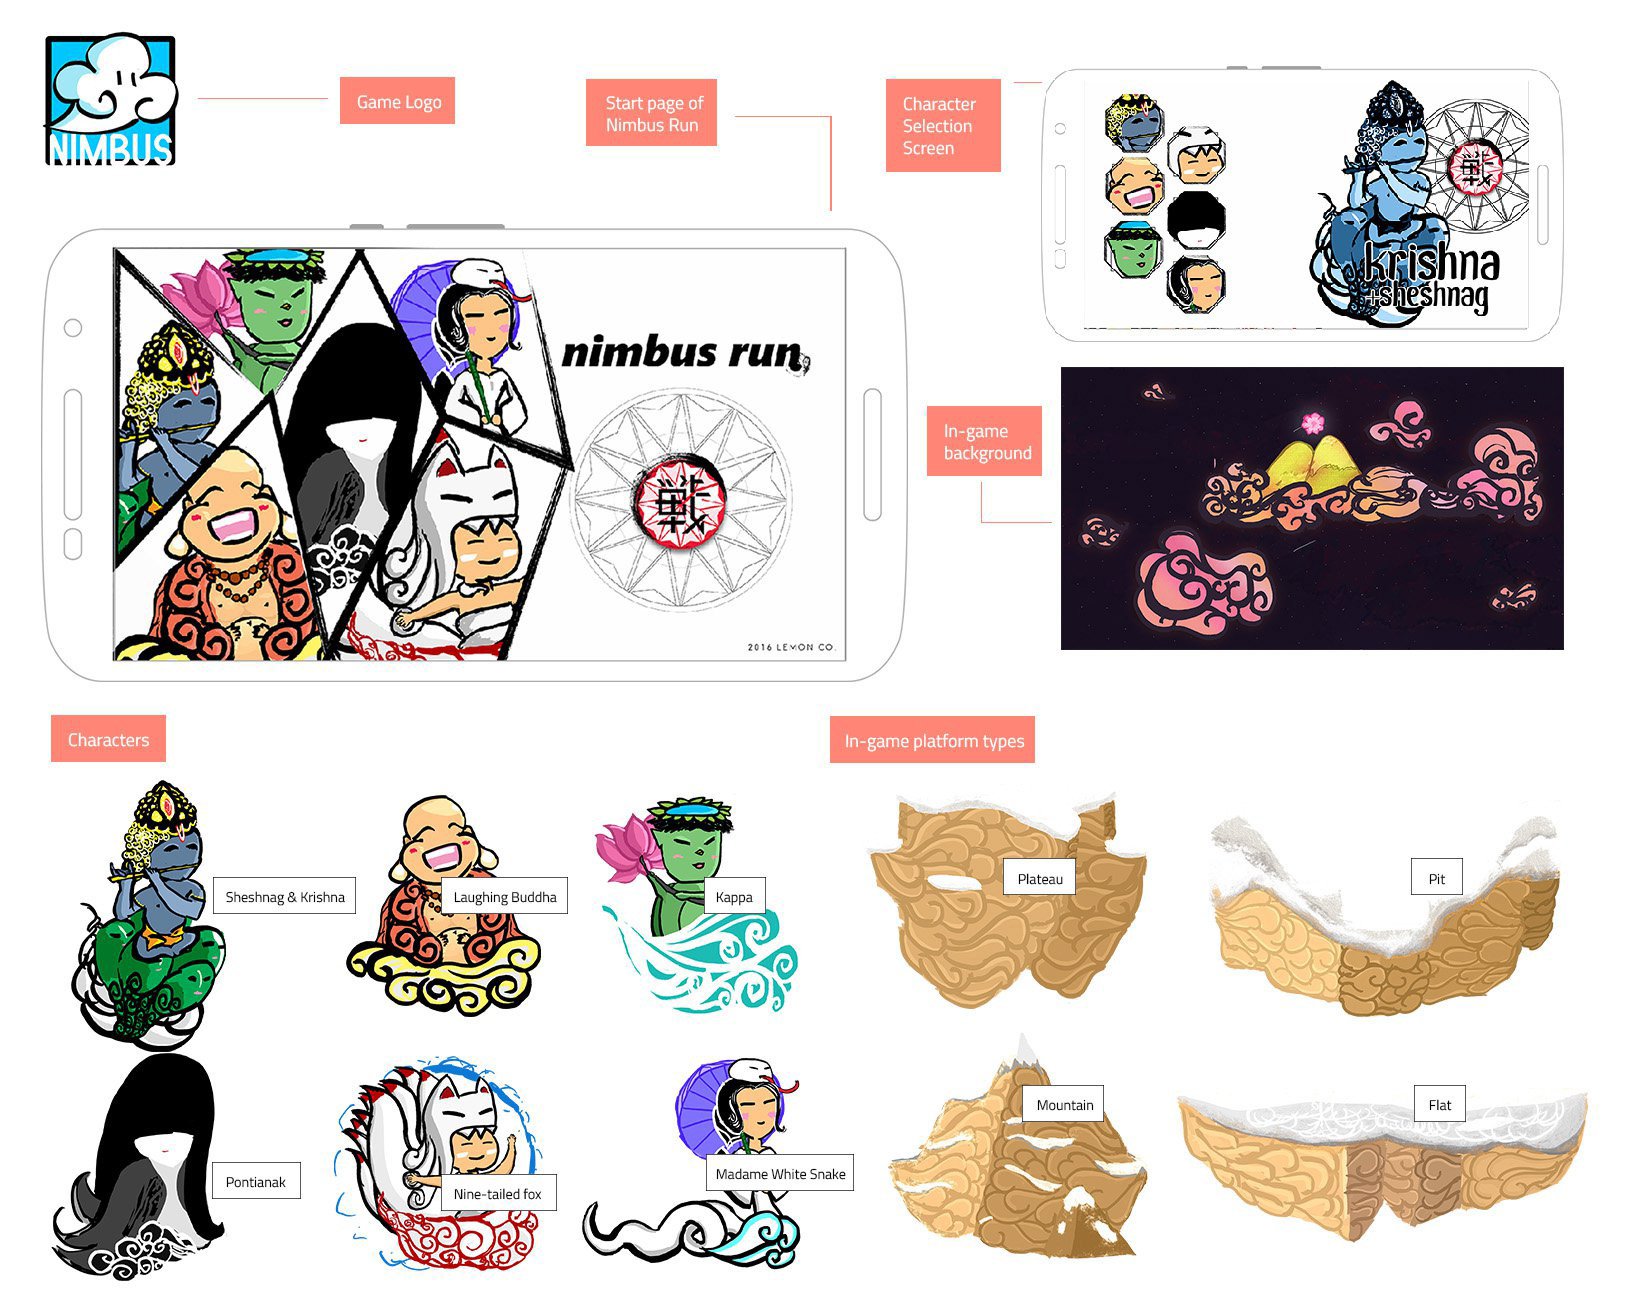 NIMBUS
Game Logo
Start page of
Nimbus Run
Character
Selection
Screen
krishna
+sheshnag
nimbus run
2016 LEMON CO.
In-game
background
Characters
In-game platform types
Sheshnag & Krishna
Laughing Buddha
Kappa
Plateau
Pit
Pontianak
Nine-tailed fox
Madame White Snake
Mountain
Flat